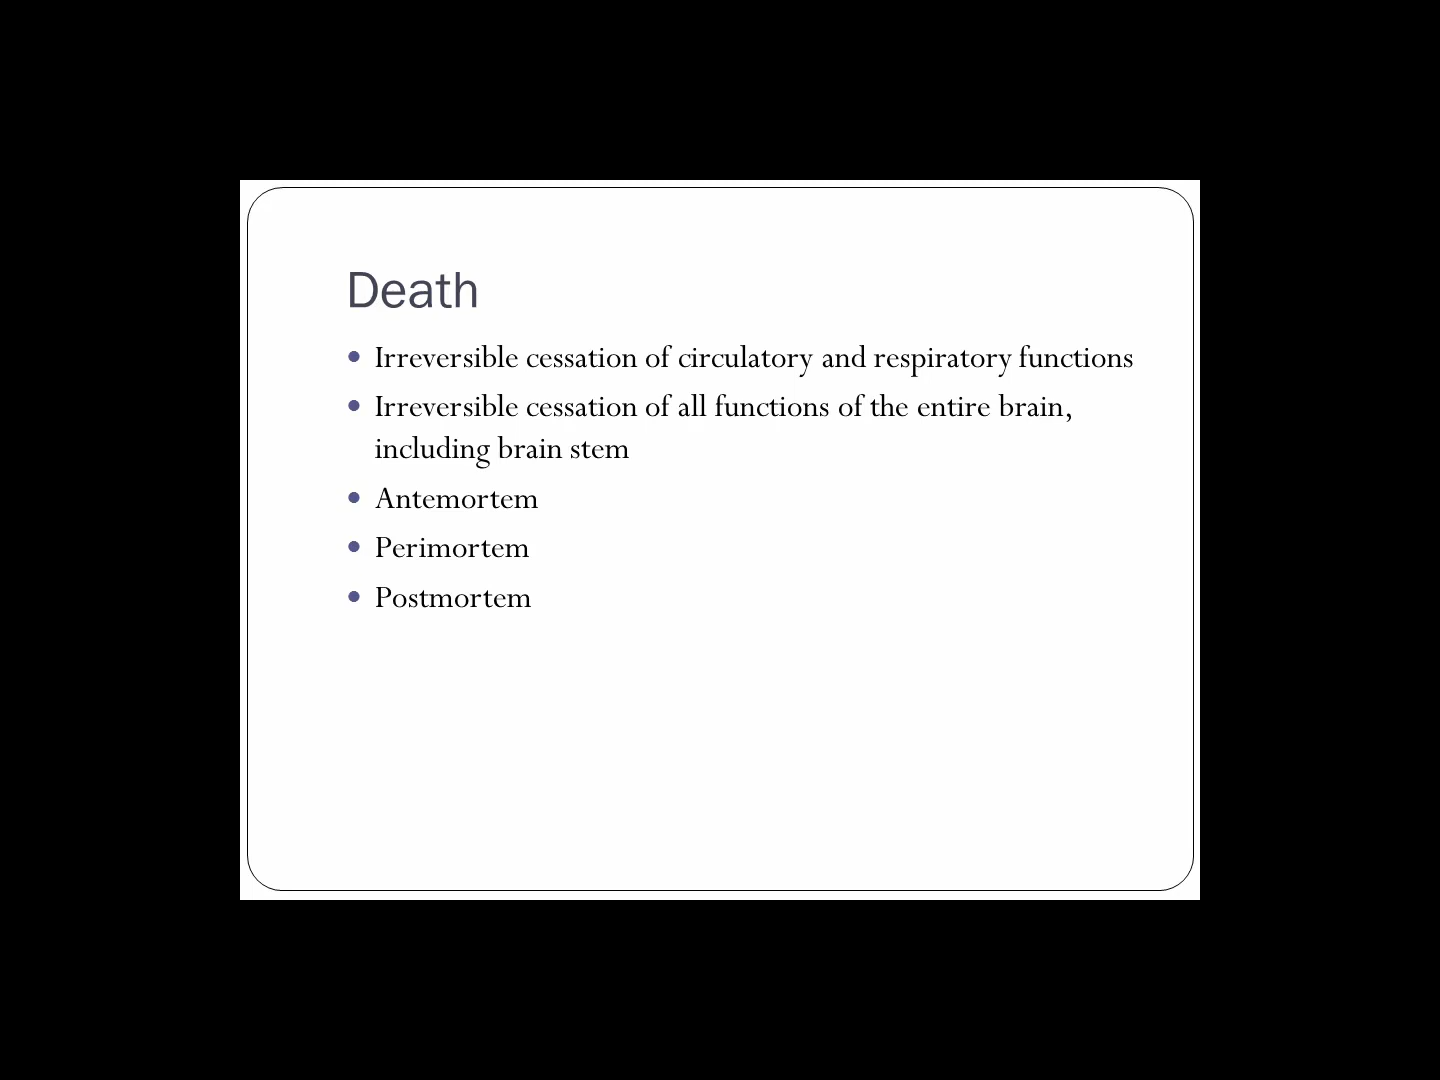 Death
• Irreversible cessation of circulatory and respiratory functions
• Irreversible cessation of all functions of the entire brain,
including brain stem
• Antemortem
• Perimortem
• Postmortem